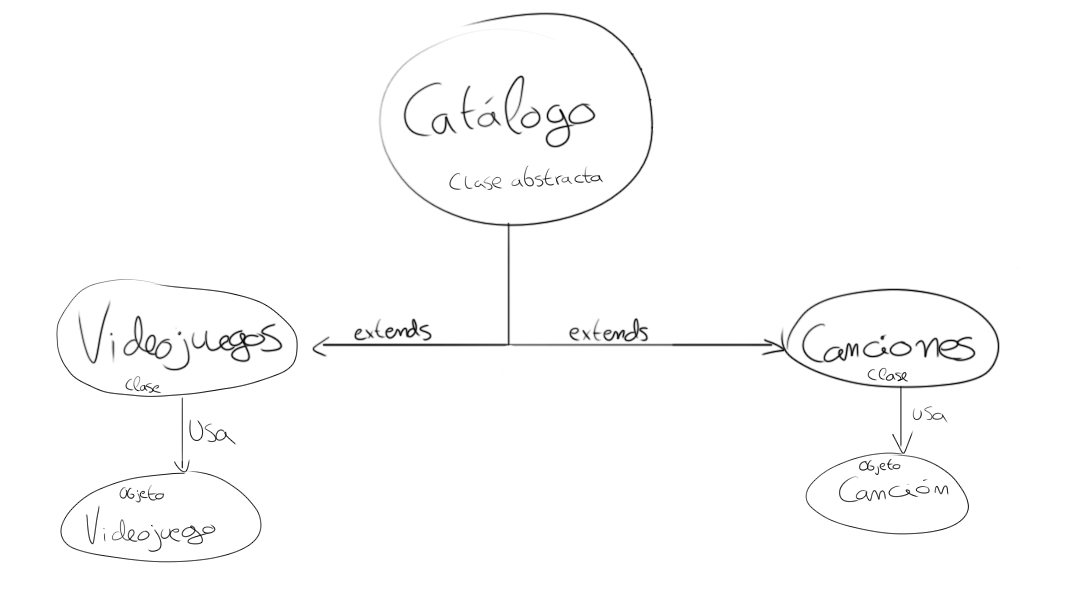 Catálogo
Clase abstracta
extends
extends
Videojuegos
Clase
Canciones
Clase
Usa
usa
Objeto
Videojuego
Objeto
Canción